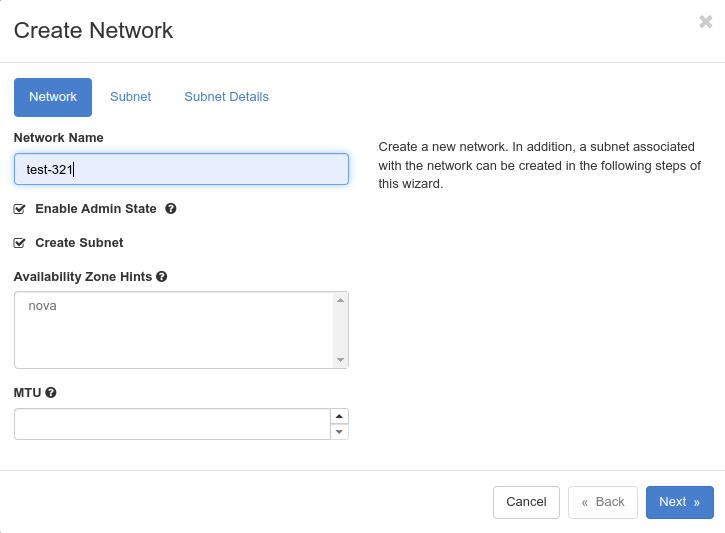 Create Network
Network
Subnet
Subnet Details
Network Name
test-321
Enable Admin State
Create Subnet
Availability Zone Hints
nova
MTU
Create a new network. In addition, a subnet associated
with the network can be created in the following steps of
this wizard.
Cancel
« Back
Next »